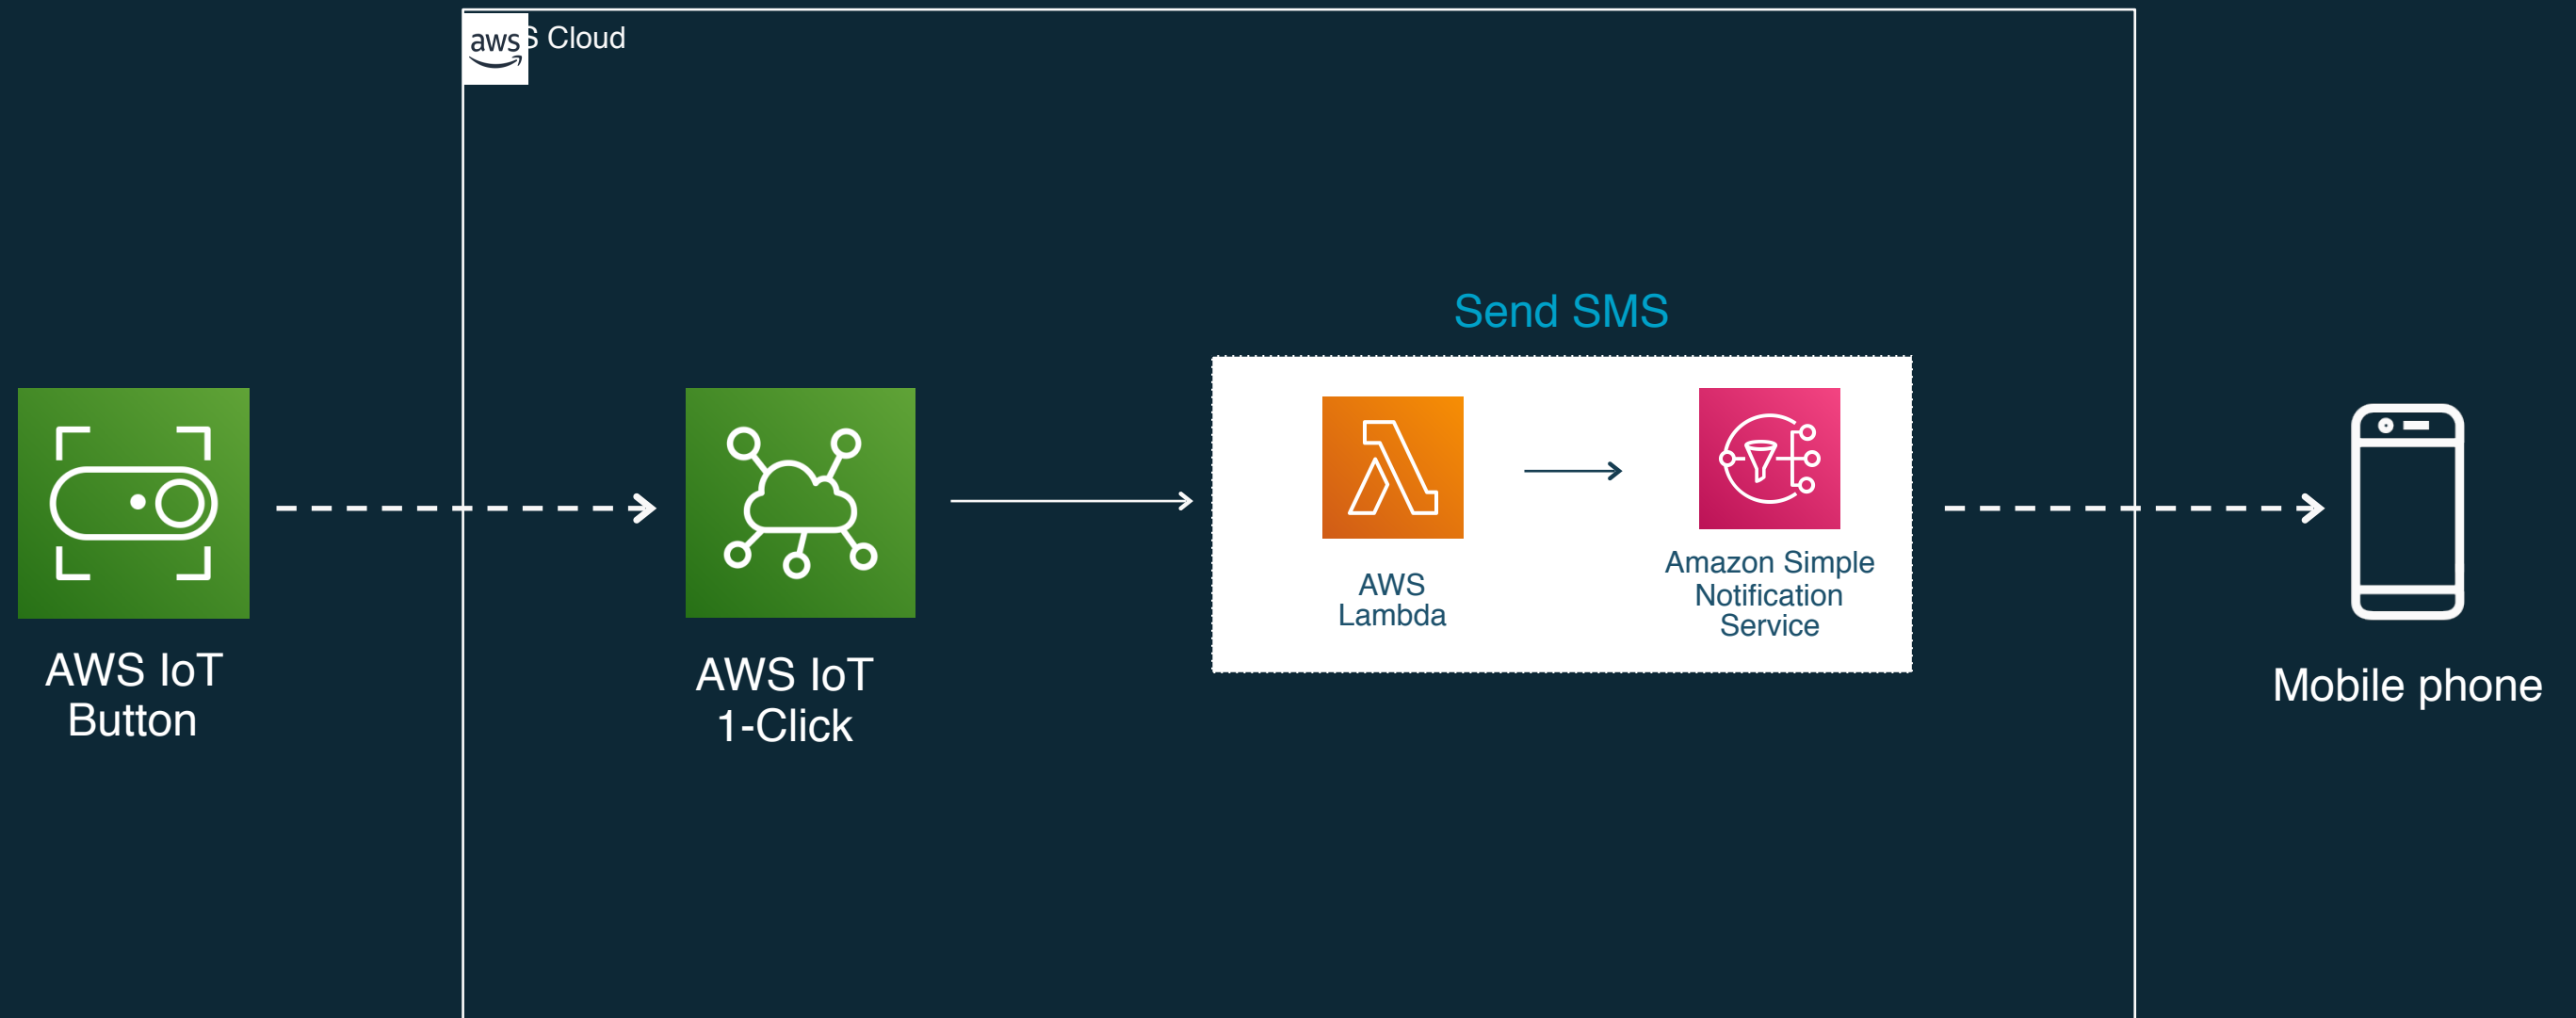 aws
S Cloud
Send SMS
AWS
Lambda
Amazon Simple
Notification
Service
AWS IoT
Button
AWS IoT
1-Click
Mobile phone